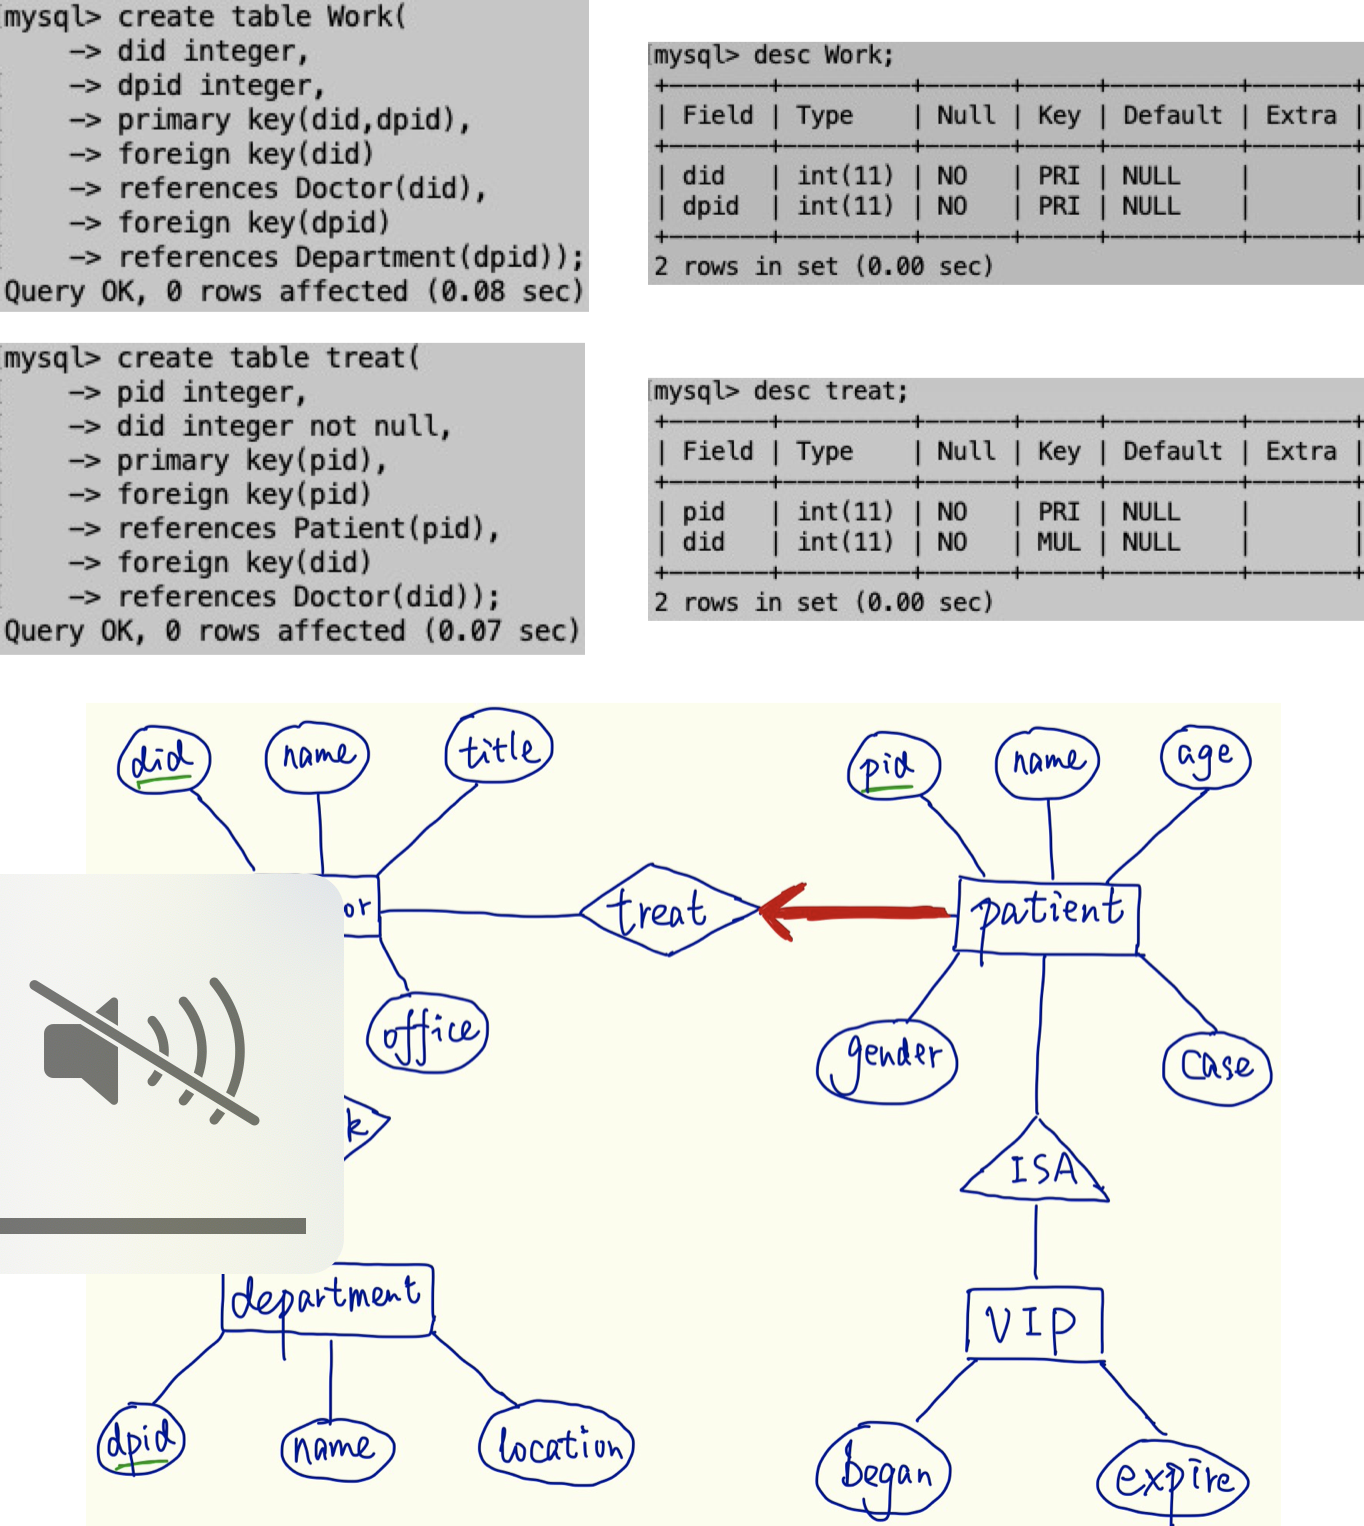 mysql> create table Work(
-> did integer,
-> dpid integer,
-> primary key(did,dpid),
-> foreign key(did)
-> references Doctor(did),
-> foreign key(dpid)
-> references Department(dpid));
Query OK, 0 rows affected (0.08 sec)
mysql> desc Work;
| Field | Type | Null | Key | Default | Extra |
| did | int(11) | NO | PRI | NULL | |
| dpid | int(11) | NO | PRI | NULL | |
2 rows in set (0.00 sec)
mysql> create table treat(
-> pid integer,
-> did integer not null,
-> primary key(pid),
-> foreign key(pid)
-> references Patient(pid),
-> foreign key(did)
-> references Doctor(did));
Query OK, 0 rows affected (0.07 sec)
mysql> desc treat;
| Field | Type | Null | Key | Default | Extra |
| pid | int(11) | NO | PRI | NULL | |
| did | int(11) | NO | MUL | NULL | |
2 rows in set (0.00 sec)
did
name
title
pid
name
age
or
treat
patient
office
gender
case
k
ISA
department
VIP
dpid
name
location
began
expire